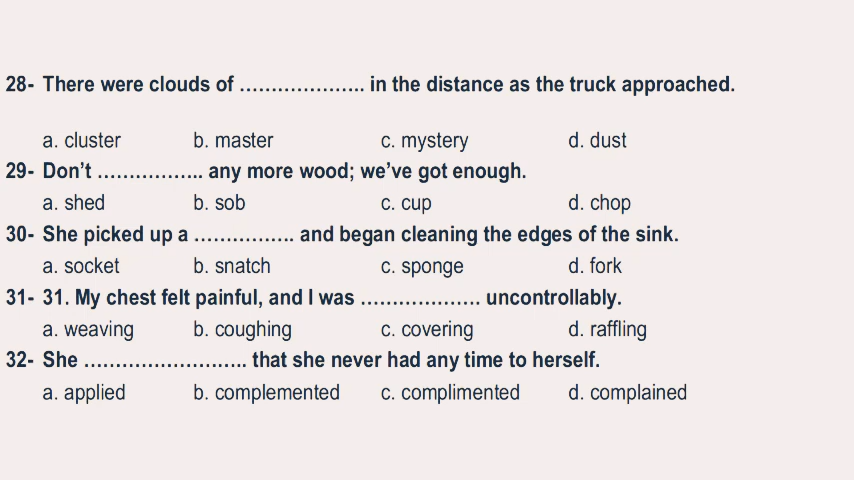 28- There were clouds of ……………….. in the distance as the truck approached.
a. cluster b. master c. mystery d. dust
29- Don’t …………….. any more wood; we’ve got enough.
a. shed b. sob c. cup d. chop
30- She picked up a ……………. and began cleaning the edges of the sink.
a. socket b. snatch c. sponge d. fork
31- 31. My chest felt painful, and I was ………………. uncontrollably.
a. weaving b. coughing c. covering d. raffling
32- She …………………….. that she never had any time to herself.
a. applied b. complemented c. complimented d. complained